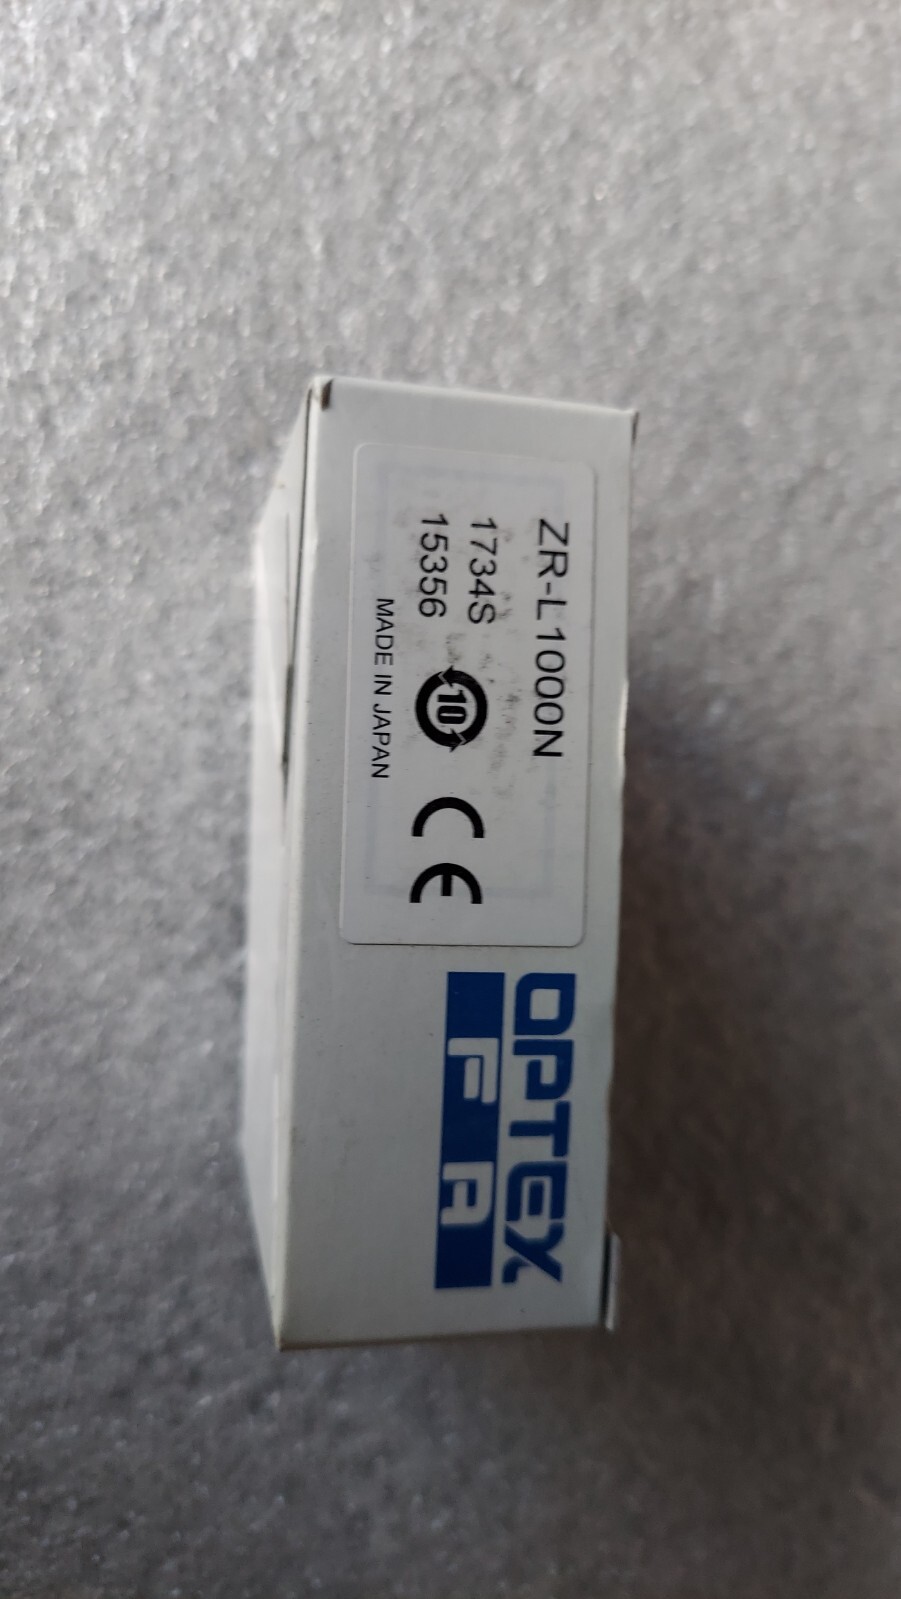 ZR-L1000N
1734S
15356
10
CE
MADE IN JAPAN
OPTEX
FA